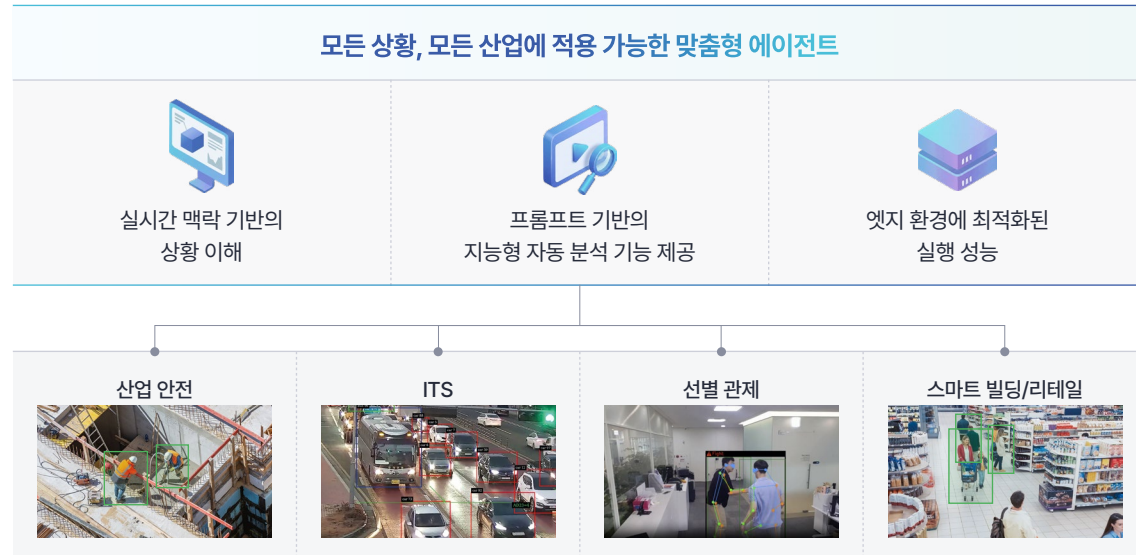 모든 상황, 모든 산업에 적용 가능한 맞춤형 에이전트
실시간 맥락 기반의
상황 이해
프롬프트 기반의
지능형 자동 분석 기능 제공
엣지 환경에 최적화된
실행 성능
산업 안전
ITS
선별 관제
스마트 빌딩/리테일